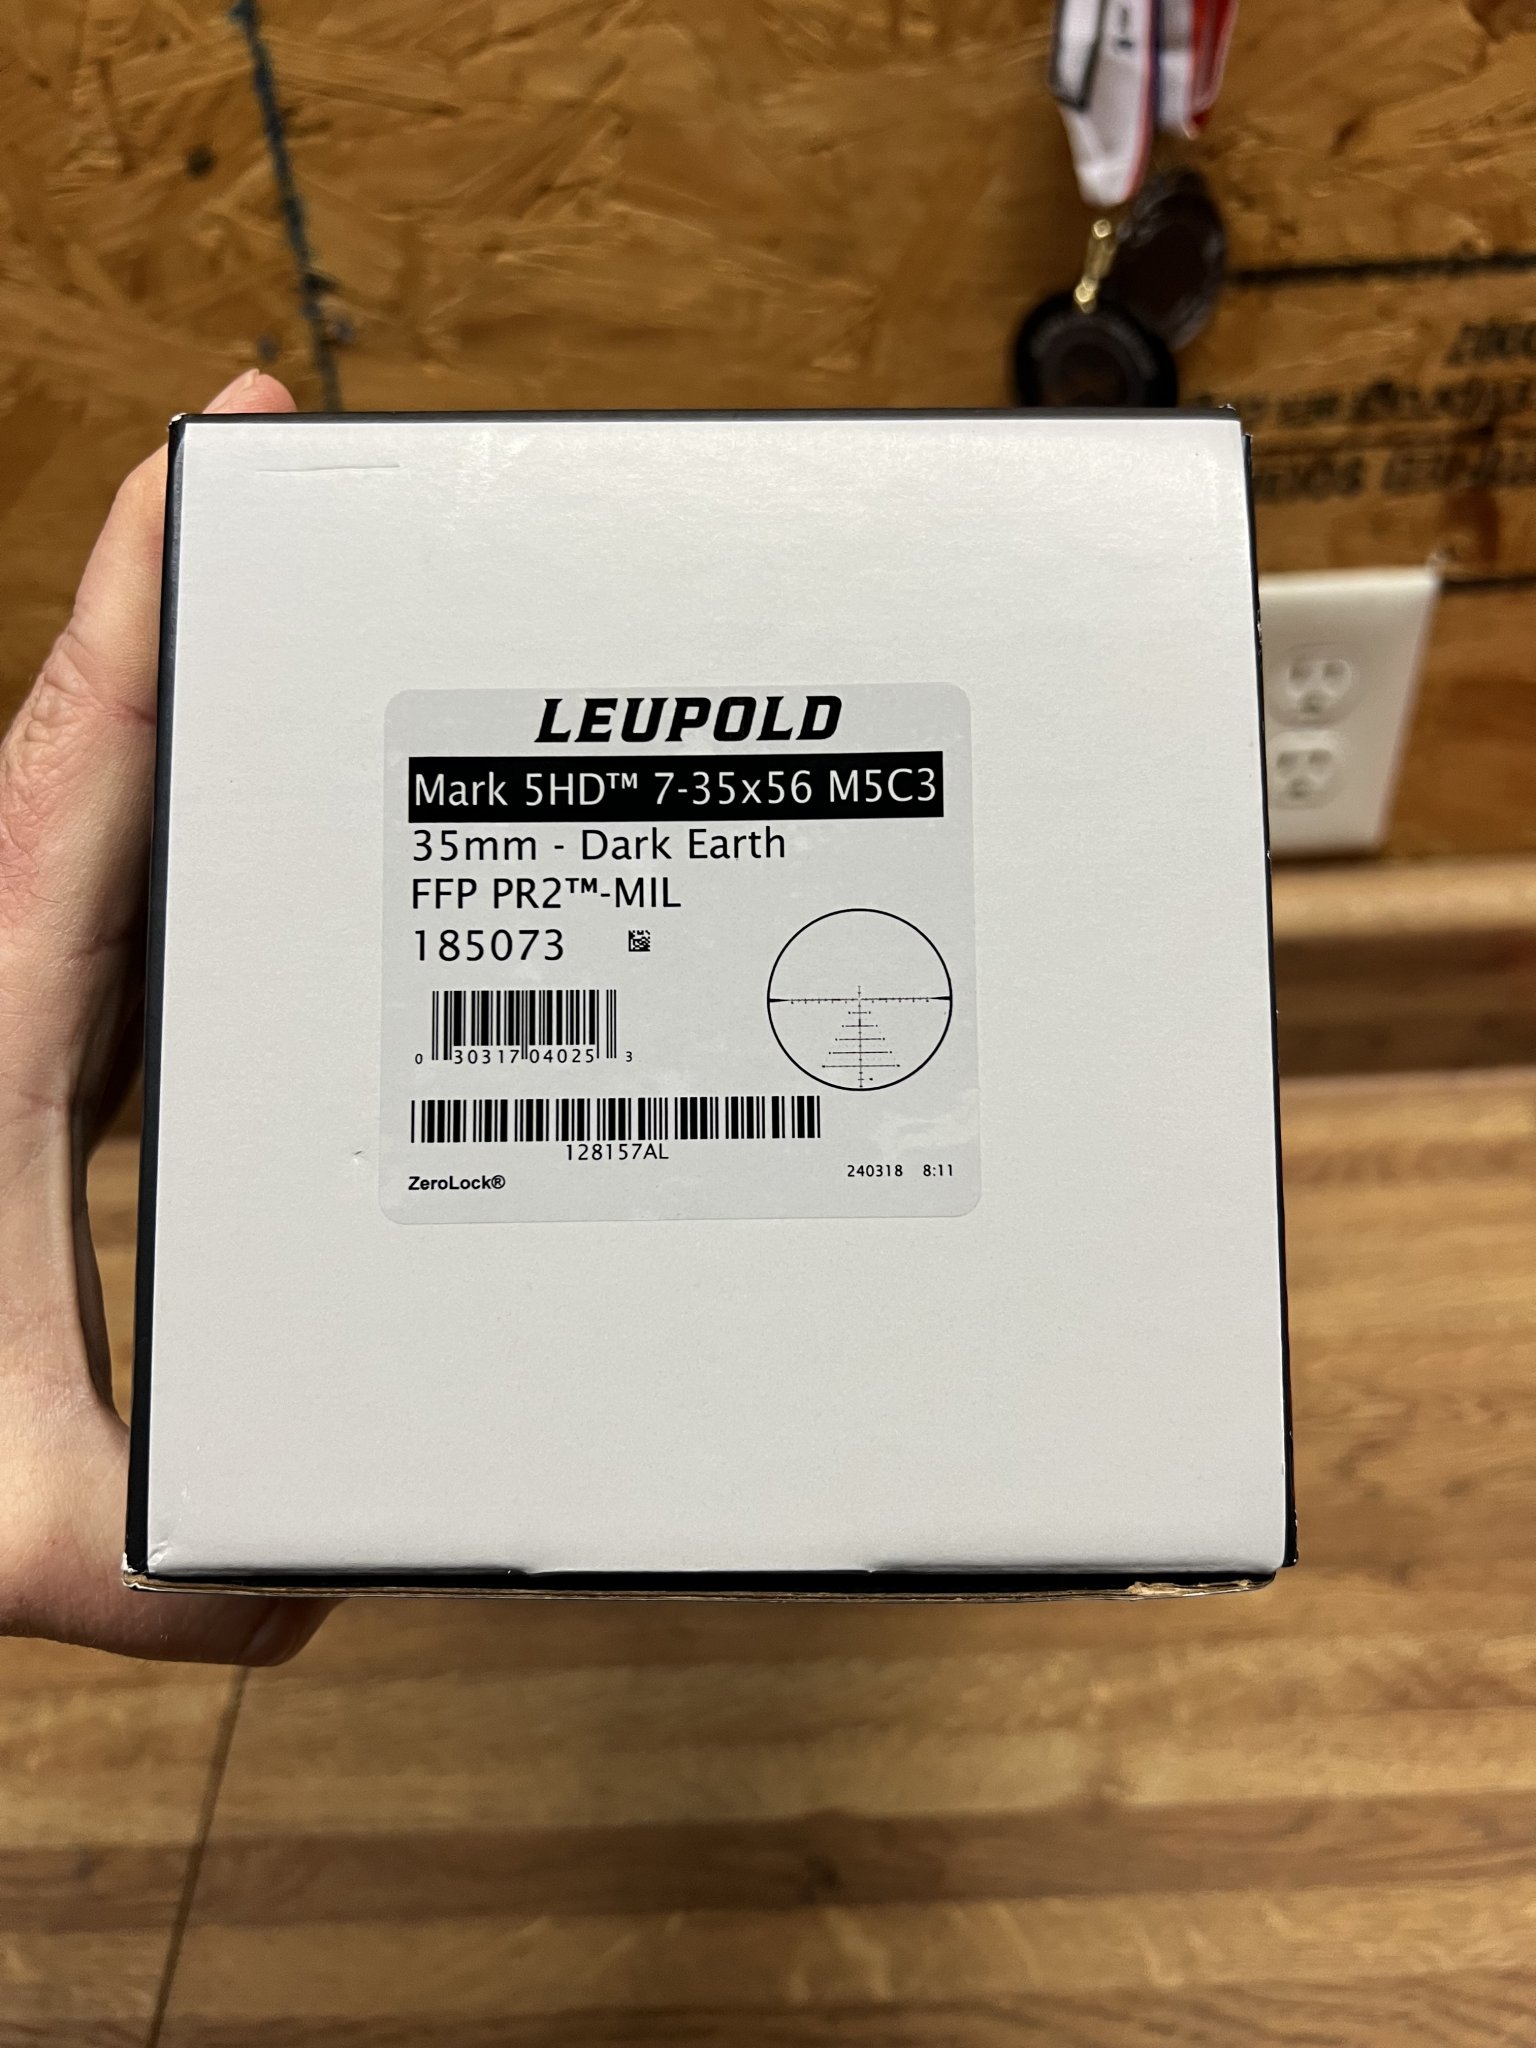 LEUPOLD
Mark 5HD™ 7-35x56 M5C3
35mm - Dark Earth
FFP PR2™-MIL
185073
0 30317 04025 3
128157AL
ZeroLock®
240318 8:11